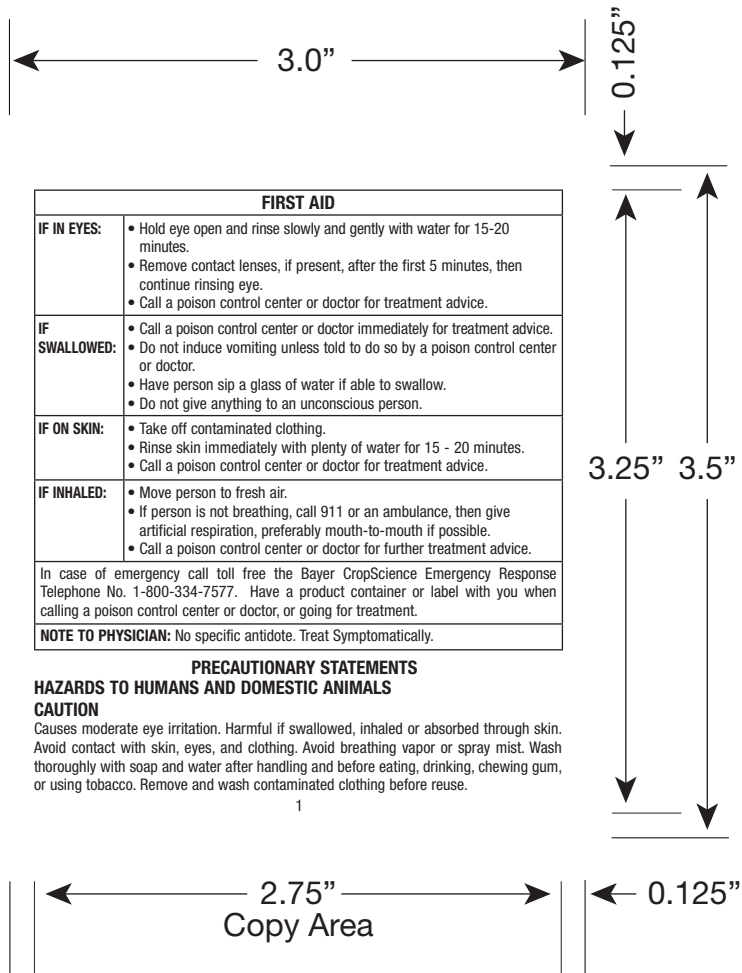 3.0”
0.125”
FIRST AID
IF IN EYES:
• Hold eye open and rinse slowly and gently with water for 15-20
minutes.
• Remove contact lenses, if present, after the first 5 minutes, then
continue rinsing eye.
• Call a poison control center or doctor for treatment advice.
IF
SWALLOWED:
• Call a poison control center or doctor immediately for treatment advice.
• Do not induce vomiting unless told to do so by a poison control center
or doctor.
• Have person sip a glass of water if able to swallow.
• Do not give anything to an unconscious person.
IF ON SKIN:
• Take off contaminated clothing.
• Rinse skin immediately with plenty of water for 15 - 20 minutes.
• Call a poison control center or doctor for treatment advice.
IF INHALED:
• Move person to fresh air.
• If person is not breathing, call 911 or an ambulance, then give
artificial respiration, preferably mouth-to-mouth if possible.
• Call a poison control center or doctor for further treatment advice.
In case of emergency call toll free the Bayer CropScience Emergency Response
Telephone No. 1-800-334-7577. Have a product container or label with you when
calling a poison control center or doctor, or going for treatment.
NOTE TO PHYSICIAN: No specific antidote. Treat Symptomatically.
3.25” 3.5”
PRECAUTIONARY STATEMENTS
HAZARDS TO HUMANS AND DOMESTIC ANIMALS
CAUTION
Causes moderate eye irritation. Harmful if swallowed, inhaled or absorbed through skin.
Avoid contact with skin, eyes, and clothing. Avoid breathing vapor or spray mist. Wash
thoroughly with soap and water after handling and before eating, drinking, chewing gum,
or using tobacco. Remove and wash contaminated clothing before reuse.
1
2.75”
Copy Area
0.125”